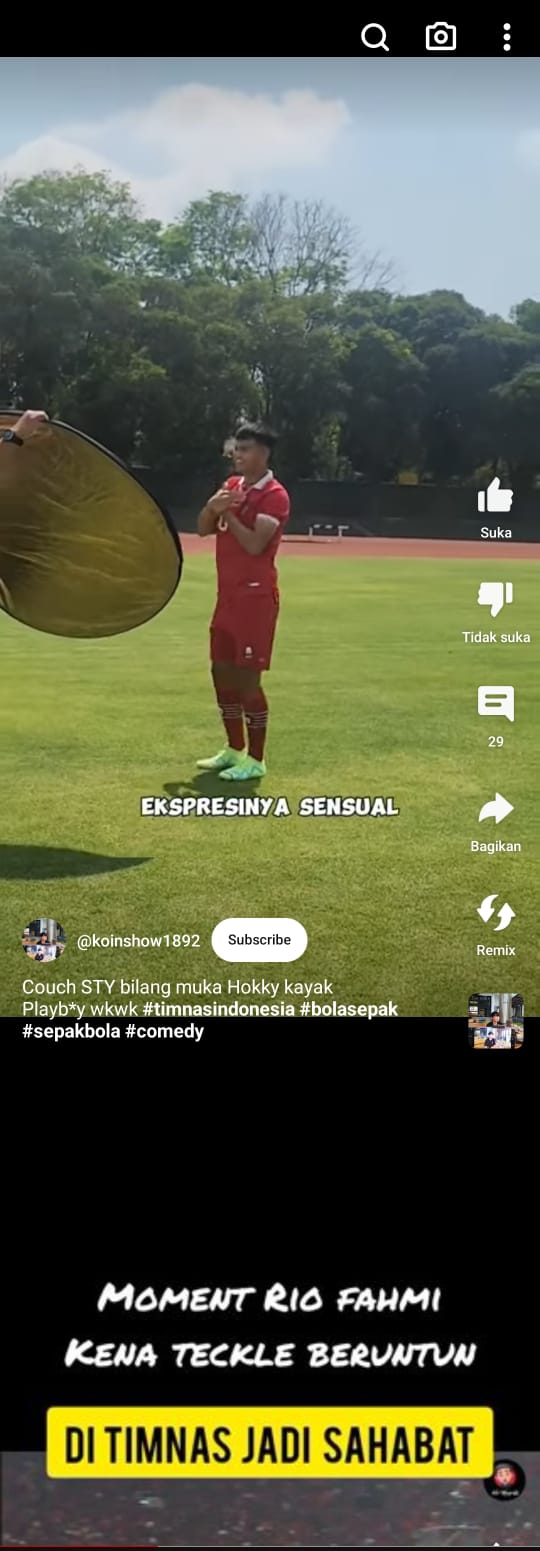 EKSPRESINYA SENSUAL
Suka
Tidak suka
29
Bagikan
Remix
@koinshow1892 Subscribe
Couch STY bilang muka Hokky kayak
Playb*y wkwk #timnasindonesia #bolasepak
#sepakbola #comedy
MOMENT RIO FAHMI
KENA TECKLE BERUNTUN
DI TIMNAS JADI SAHABAT